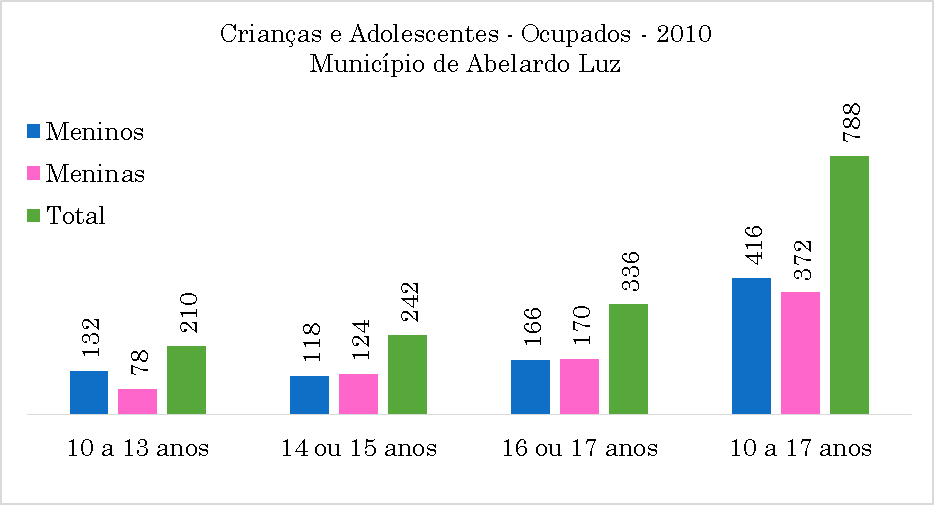 Crianças e Adolescentes - Ocupados - 2010
Município de Abelardo Luz
Meninos
Meninas
Total
132
78
210
118
124
242
166
170
336
416
372
788
10 a 13 anos
14 ou 15 anos
16 ou 17 anos
10 a 17 anos